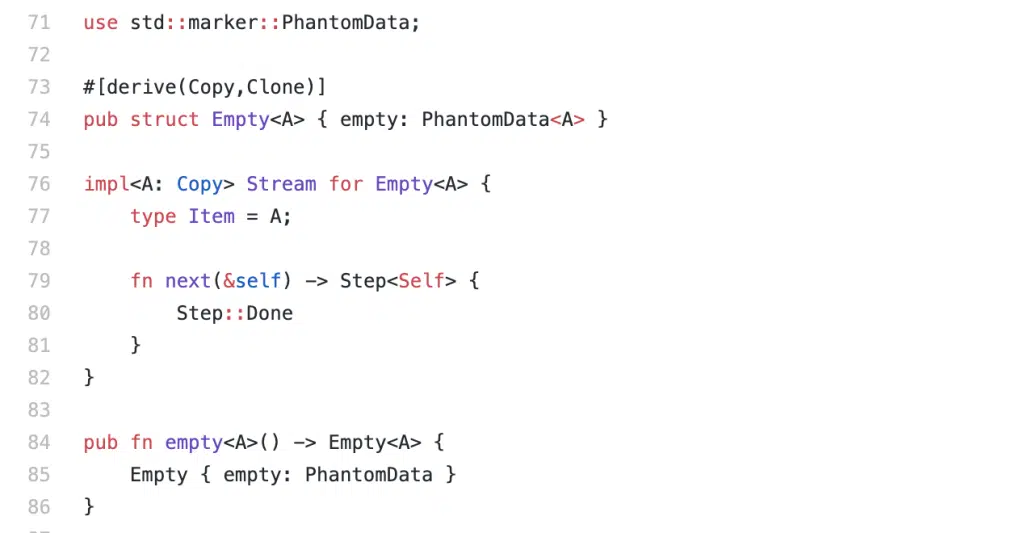 71 use std::marker::PhantomData;
72
73 #[derive(Copy,Clone)]
74 pub struct Empty<A> { empty: PhantomData<A> }
75
76 impl<A: Copy> Stream for Empty<A> {
77     type Item = A;
78
79     fn next(&self) -> Step<Self> {
80         Step::Done
81     }
82 }
83
84 pub fn empty<A>() -> Empty<A> {
85     Empty { empty: PhantomData }
86 }